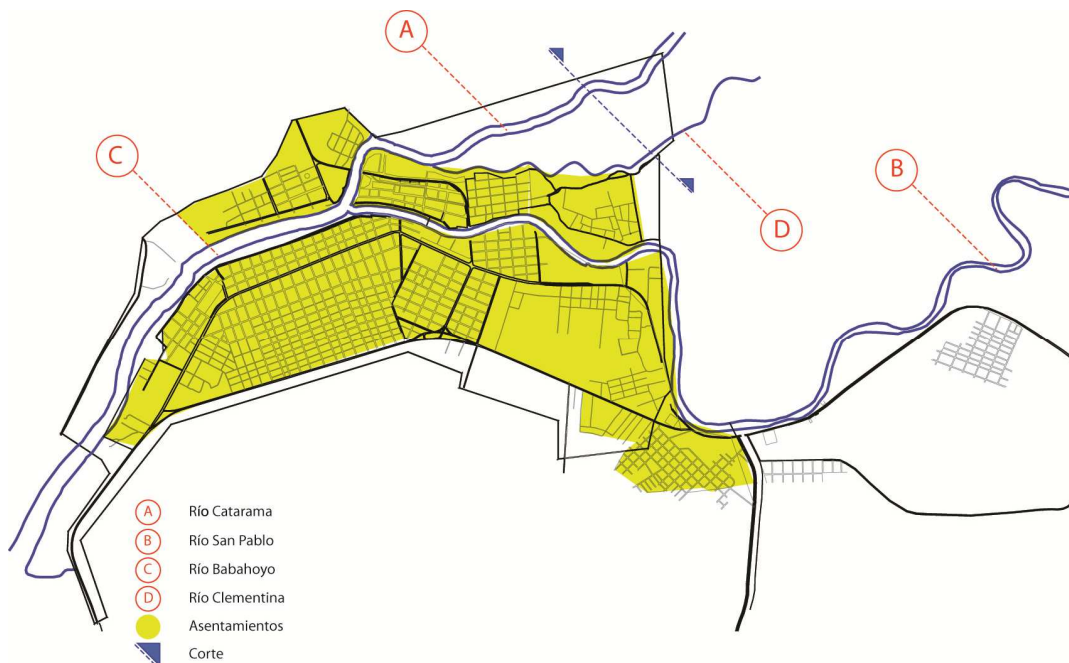 A
C
B
D
A Río Catarama
B Río San Pablo
C Río Babahoyo
D Río Clementina
Asentamientos
Corte